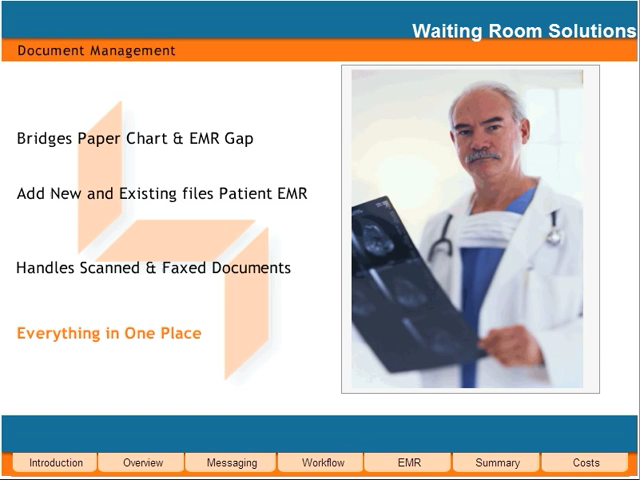 Waiting Room Solutions
Document Management
Bridges Paper Chart & EMR Gap
Add New and Existing files Patient EMR
Handles Scanned & Faxed Documents
Everything in One Place
Introduction
Overview
Messaging
Workflow
EMR
Summary
Costs